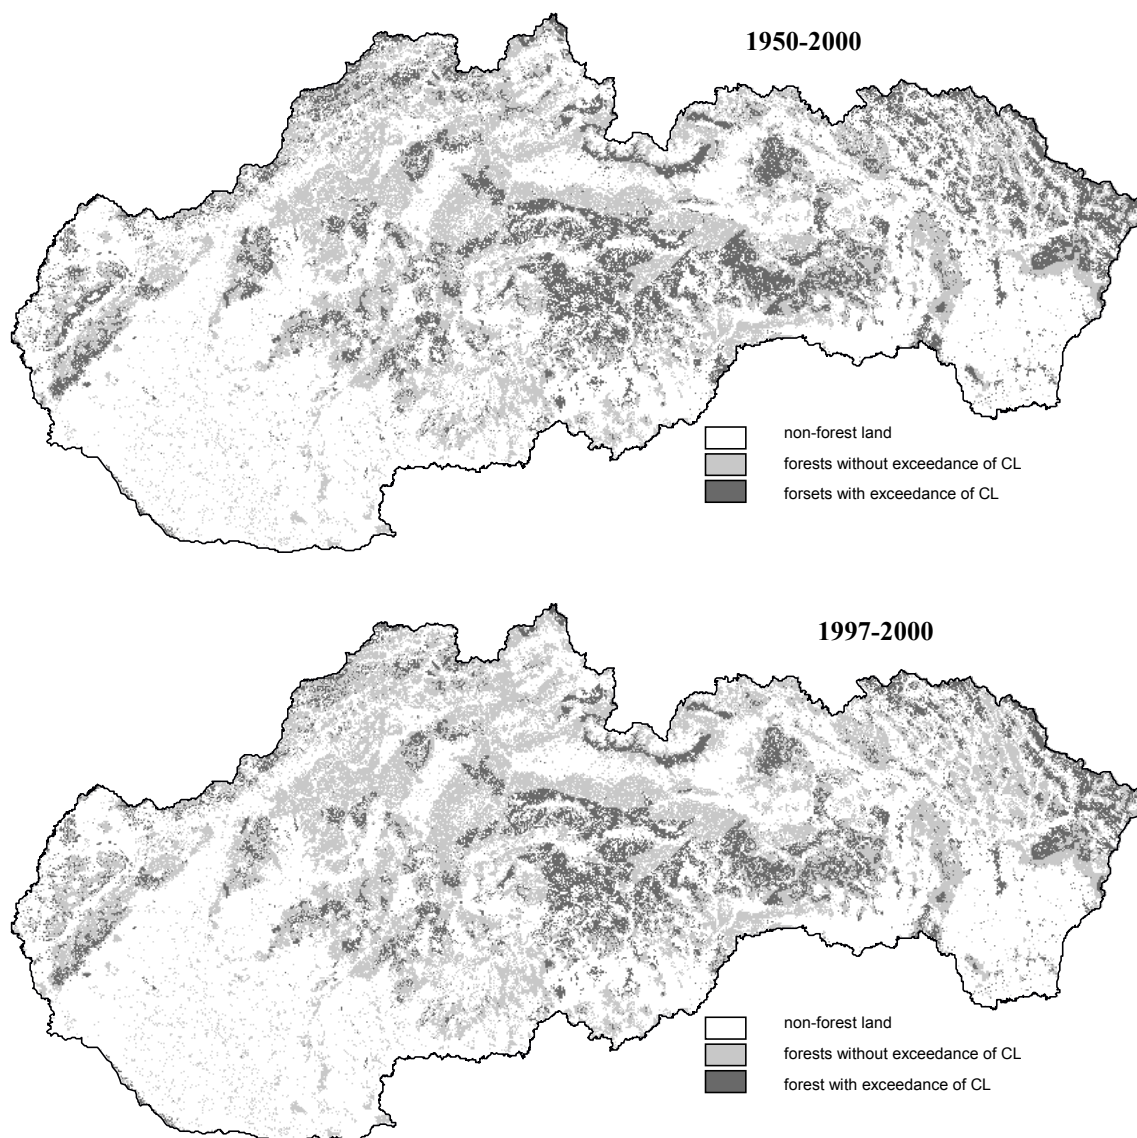 1950-2000
non-forest land
forests without exceedance of CL
forsets with exceedance of CL
1997-2000
non-forest land
forests without exceedance of CL
forest with exceedance of CL